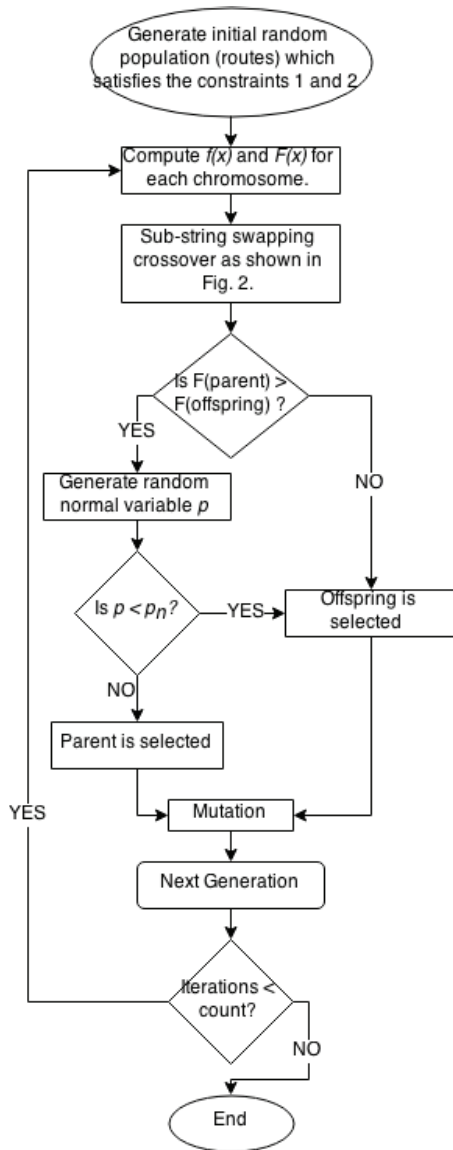 Generate initial random
population (routes) which
satisfies the constraints 1 and 2
Compute f(x) and F(x) for
each chromosome.
Sub-string swapping
crossover as shown in
Fig. 2.
Is F(parent) >
F(offspring) ?
YES
NO
Generate random
normal variable p
Is p < pn?
YES
Offspring is
selected
NO
Parent is selected
YES
Mutation
Next Generation
Iterations <
count?
NO
End